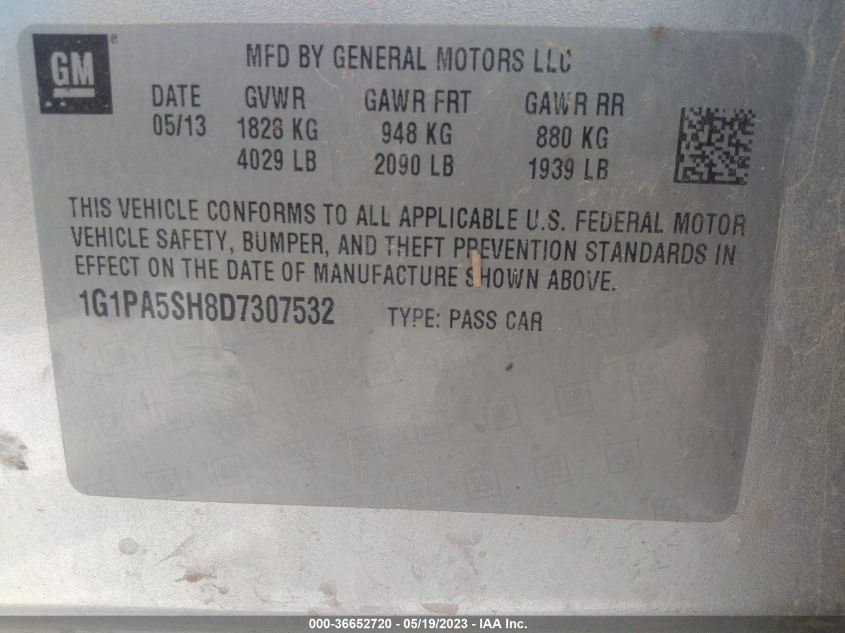 GM ®
MFD BY GENERAL MOTORS LLC
DATE GVWR GAWR FRT GAWR RR
05/13 1828 KG 948 KG 880 KG
4029 LB 2090 LB 1939 LB
THIS VEHICLE CONFORMS TO ALL APPLICABLE U.S. FEDERAL MOTOR
VEHICLE SAFETY, BUMPER, AND THEFT PREVENTION STANDARDS IN
EFFECT ON THE DATE OF MANUFACTURE SHOWN ABOVE.
1G1PA5SH8D7307532 TYPE: PASS CAR
000-36652720 - 05/19/2023 - IAA Inc.